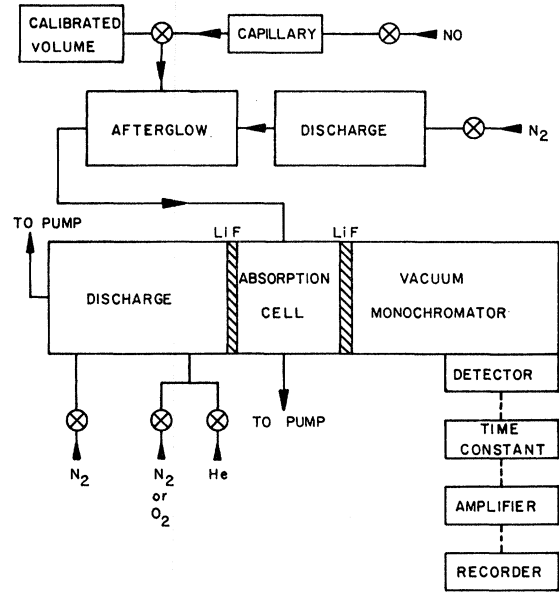 CALIBRATED
VOLUME
CAPILLARY
NO
AFTERGLOW
DISCHARGE
N2
TO PUMP
LiF
LiF
DISCHARGE
ABSORPTION
CELL
VACUUM
MONOCHROMATOR
DETECTOR
TO PUMP
N2
N2
or
O2
He
TIME
CONSTANT
AMPLIFIER
RECORDER